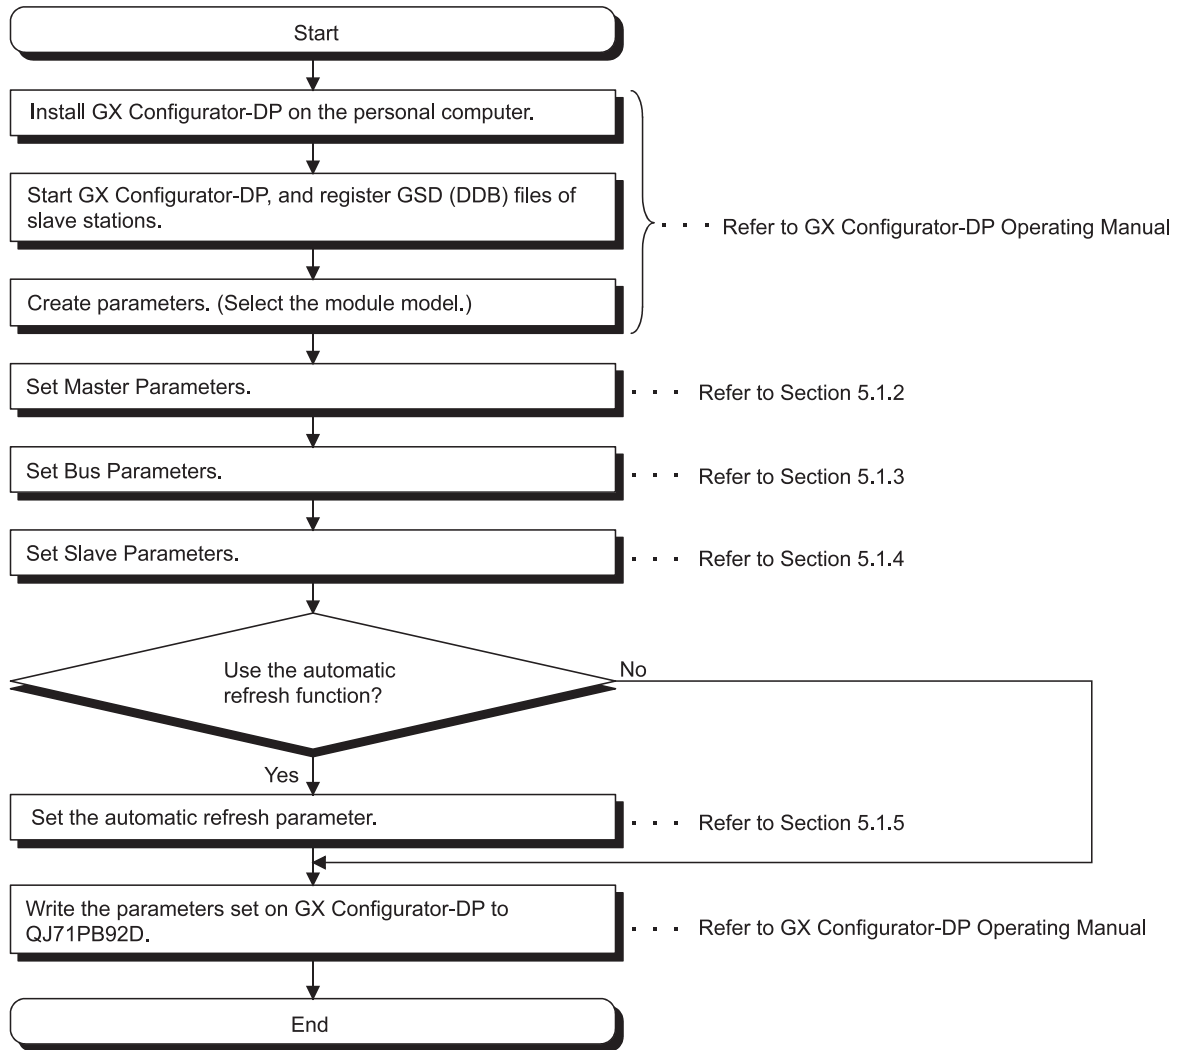 Start
Install GX Configurator-DP on the personal computer.
Start GX Configurator-DP, and register GSD (DDB) files of
slave stations.
· · · Refer to GX Configurator-DP Operating Manual
Create parameters. (Select the module model.)
Set Master Parameters.
· · · Refer to Section 5.1.2
Set Bus Parameters.
· · · Refer to Section 5.1.3
Set Slave Parameters.
· · · Refer to Section 5.1.4
Use the automatic
refresh function?
No
Yes
Set the automatic refresh parameter.
· · · Refer to Section 5.1.5
Write the parameters set on GX Configurator-DP to
QJ71PB92D.
· · · Refer to GX Configurator-DP Operating Manual
End